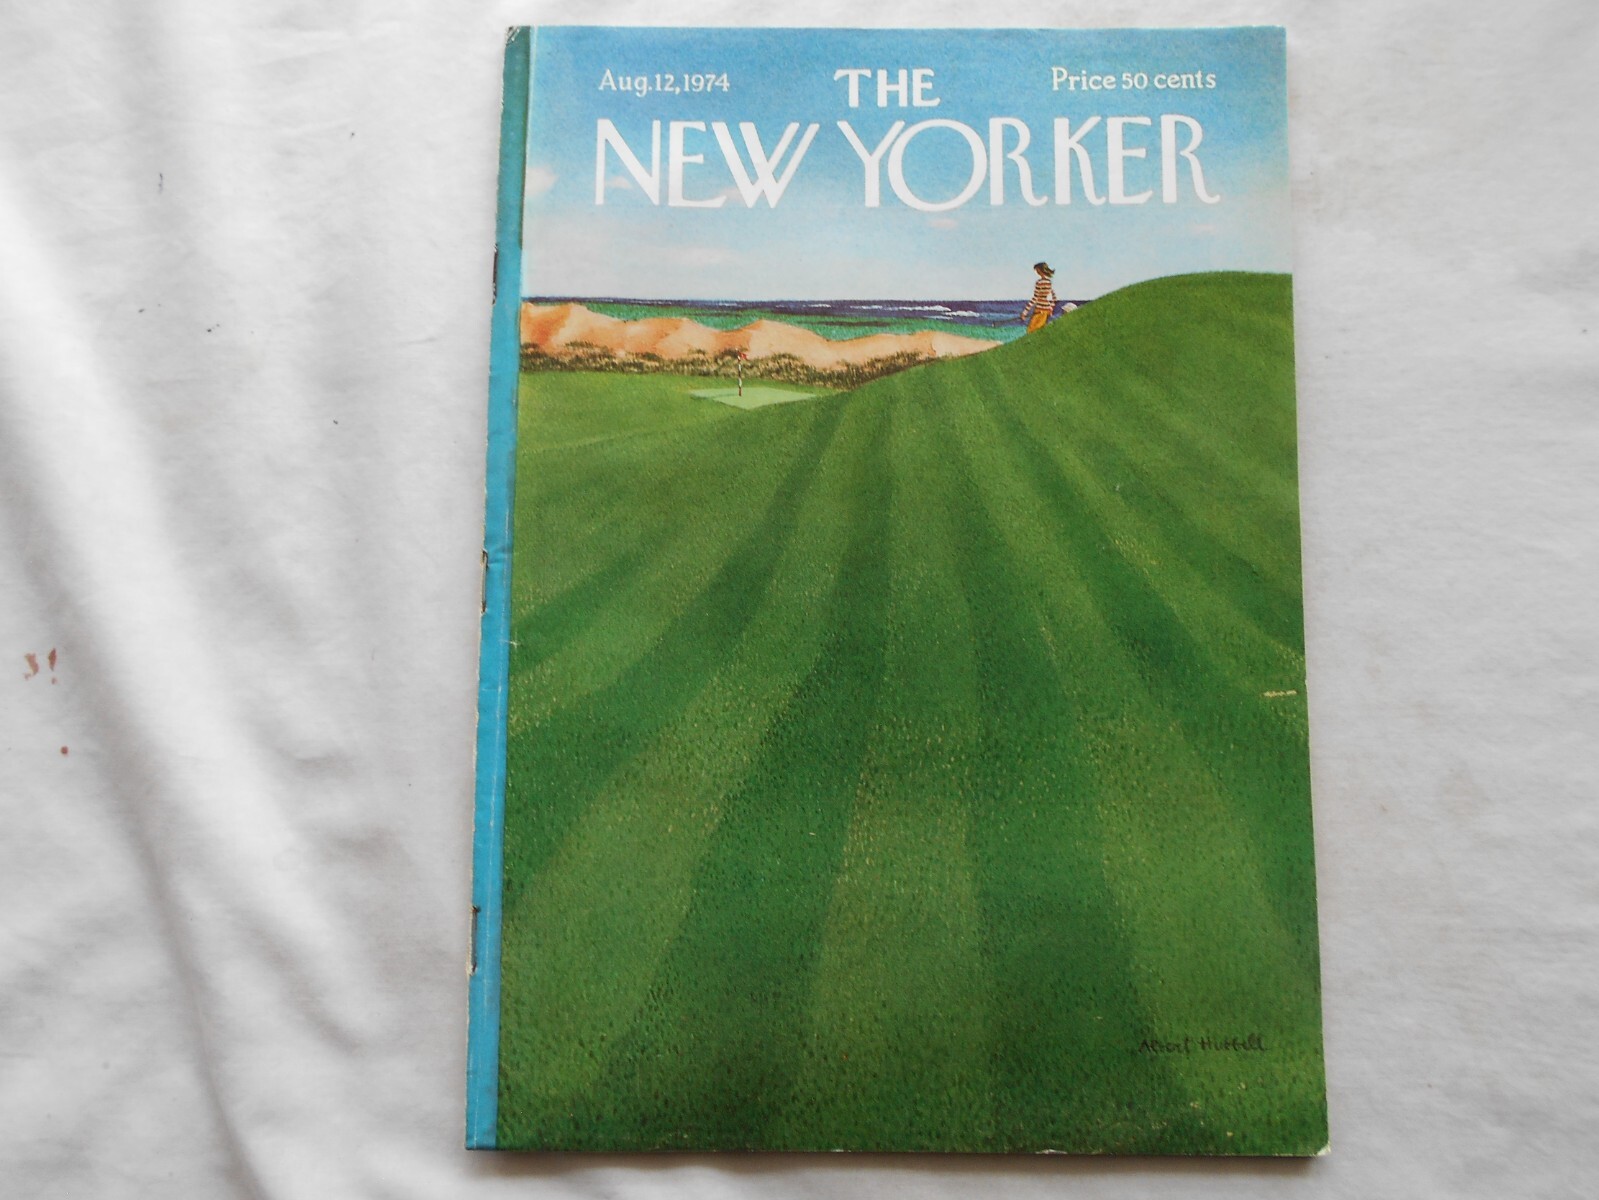 Aug.12,1974
THE
Price 50 cents
NEW YORKER
Albert Hubbell